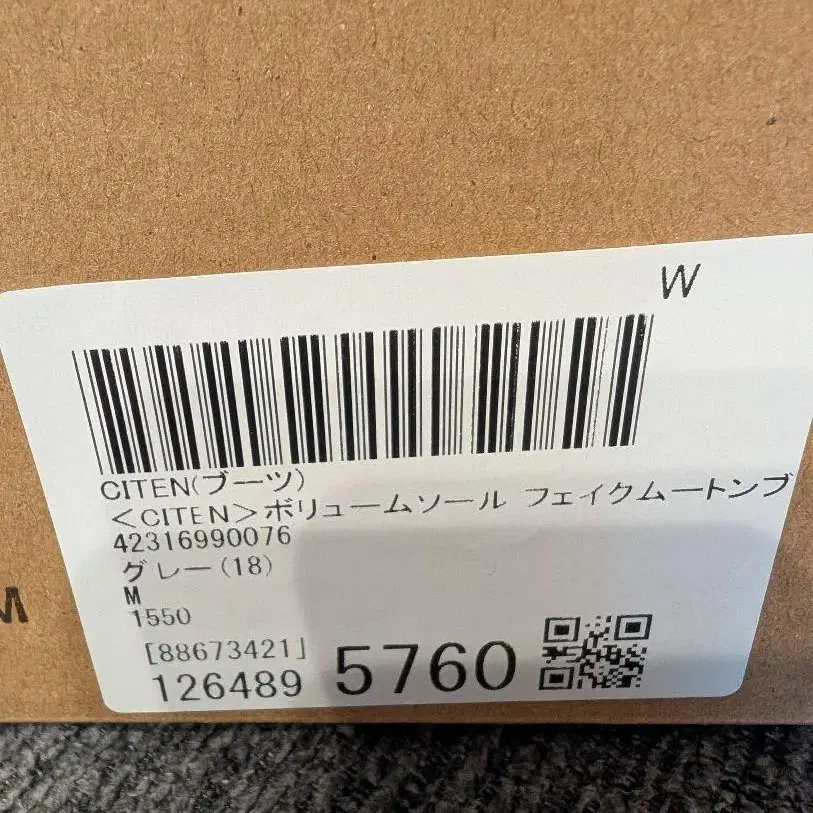 W
CITEN(ブーツ)
<CITEN>ボリュームソール フェイクムートンブ
42316990076
グレー(18)
M
M
1550
[88673421]
126489 5760